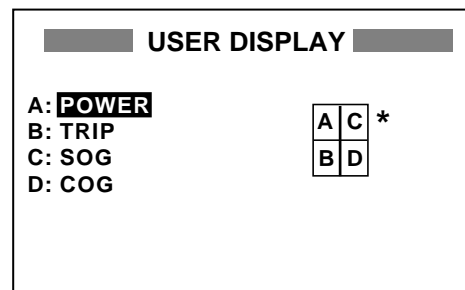 USER DISPLAY
A: POWER
B: TRIP
C: SOG
D: COG
A C *
B D